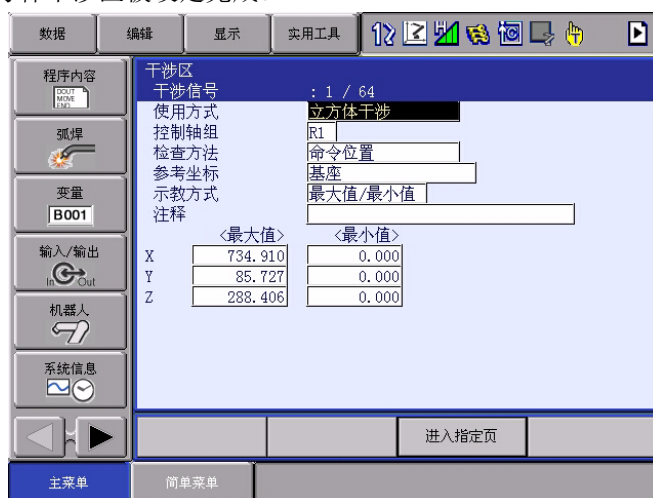 数据 编辑 显示 实用工具
程序内容
DOUT
MOVE
END
弧焊
变量
B001
输入/输出
In Out
机器人
系统信息
干涉区
干涉信号 : 1 / 64
使用方式 立方体干涉
控制轴组 R1
检查方法 命令位置
参考坐标 基座
示教方式 最大值/最小值
注释
<最大值> <最小值>
X 734.910 0.000
Y 85.727 0.000
Z 288.406 0.000
进入指定页
主菜单 简单菜单